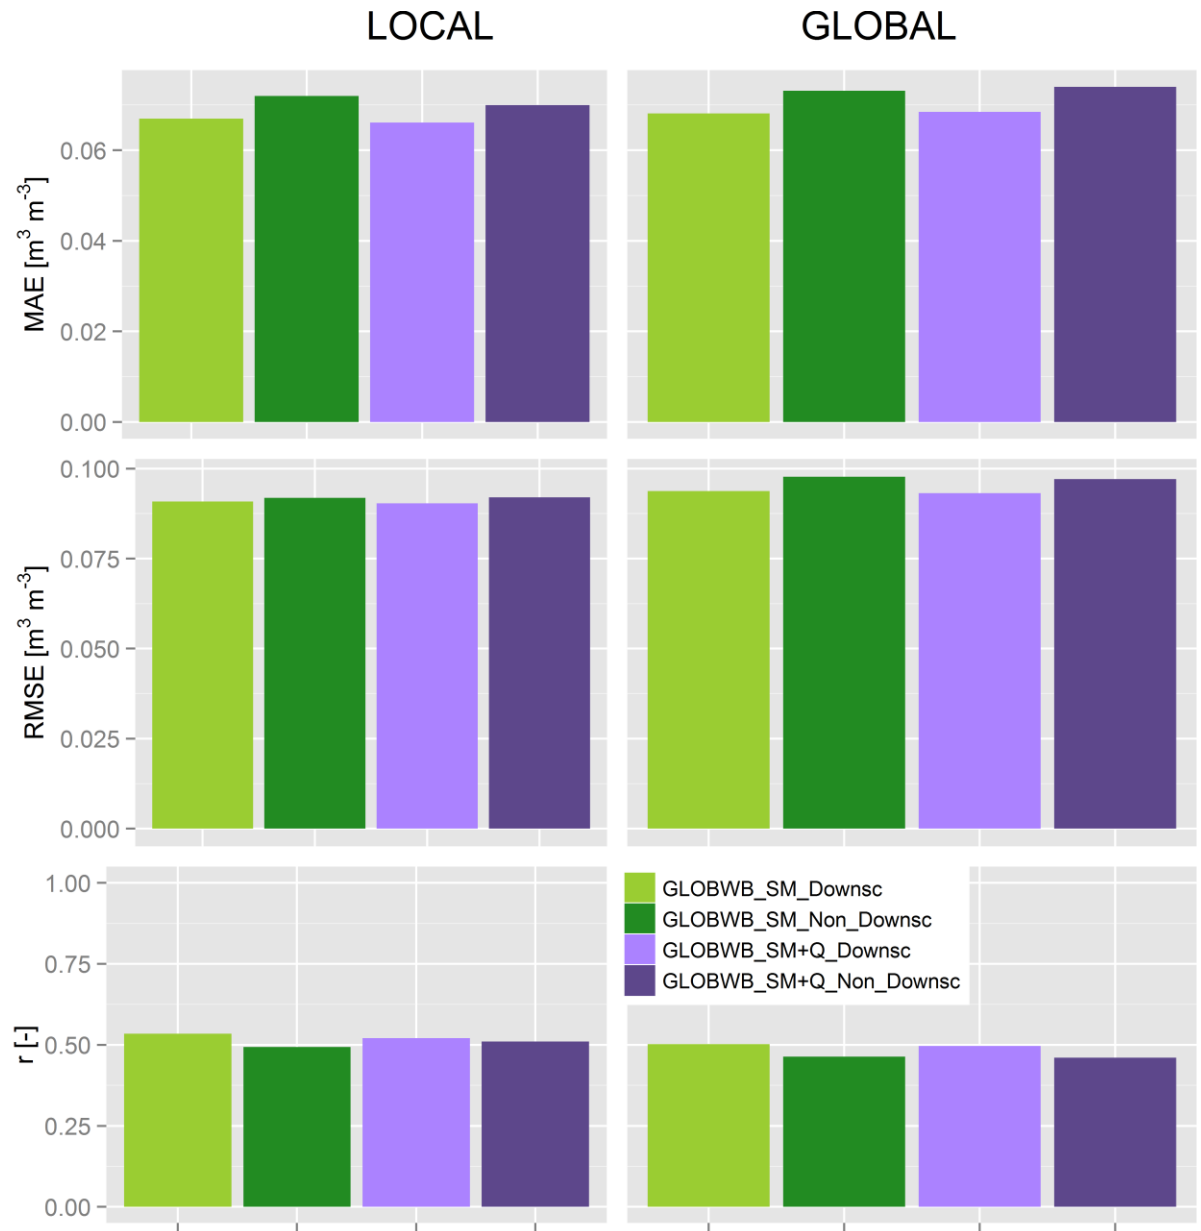 LOCAL
GLOBAL
MAE [m³ m⁻³]
0.06
0.04
0.02
0.00
RMSE [m³ m⁻³]
0.100
0.075
0.050
0.025
0.000
r [-]
1.00
0.75
0.50
0.25
0.00
GLOBWB_SM_Downsc
GLOBWB_SM_Non_Downsc
GLOBWB_SM+Q_Downsc
GLOBWB_SM+Q_Non_Downsc